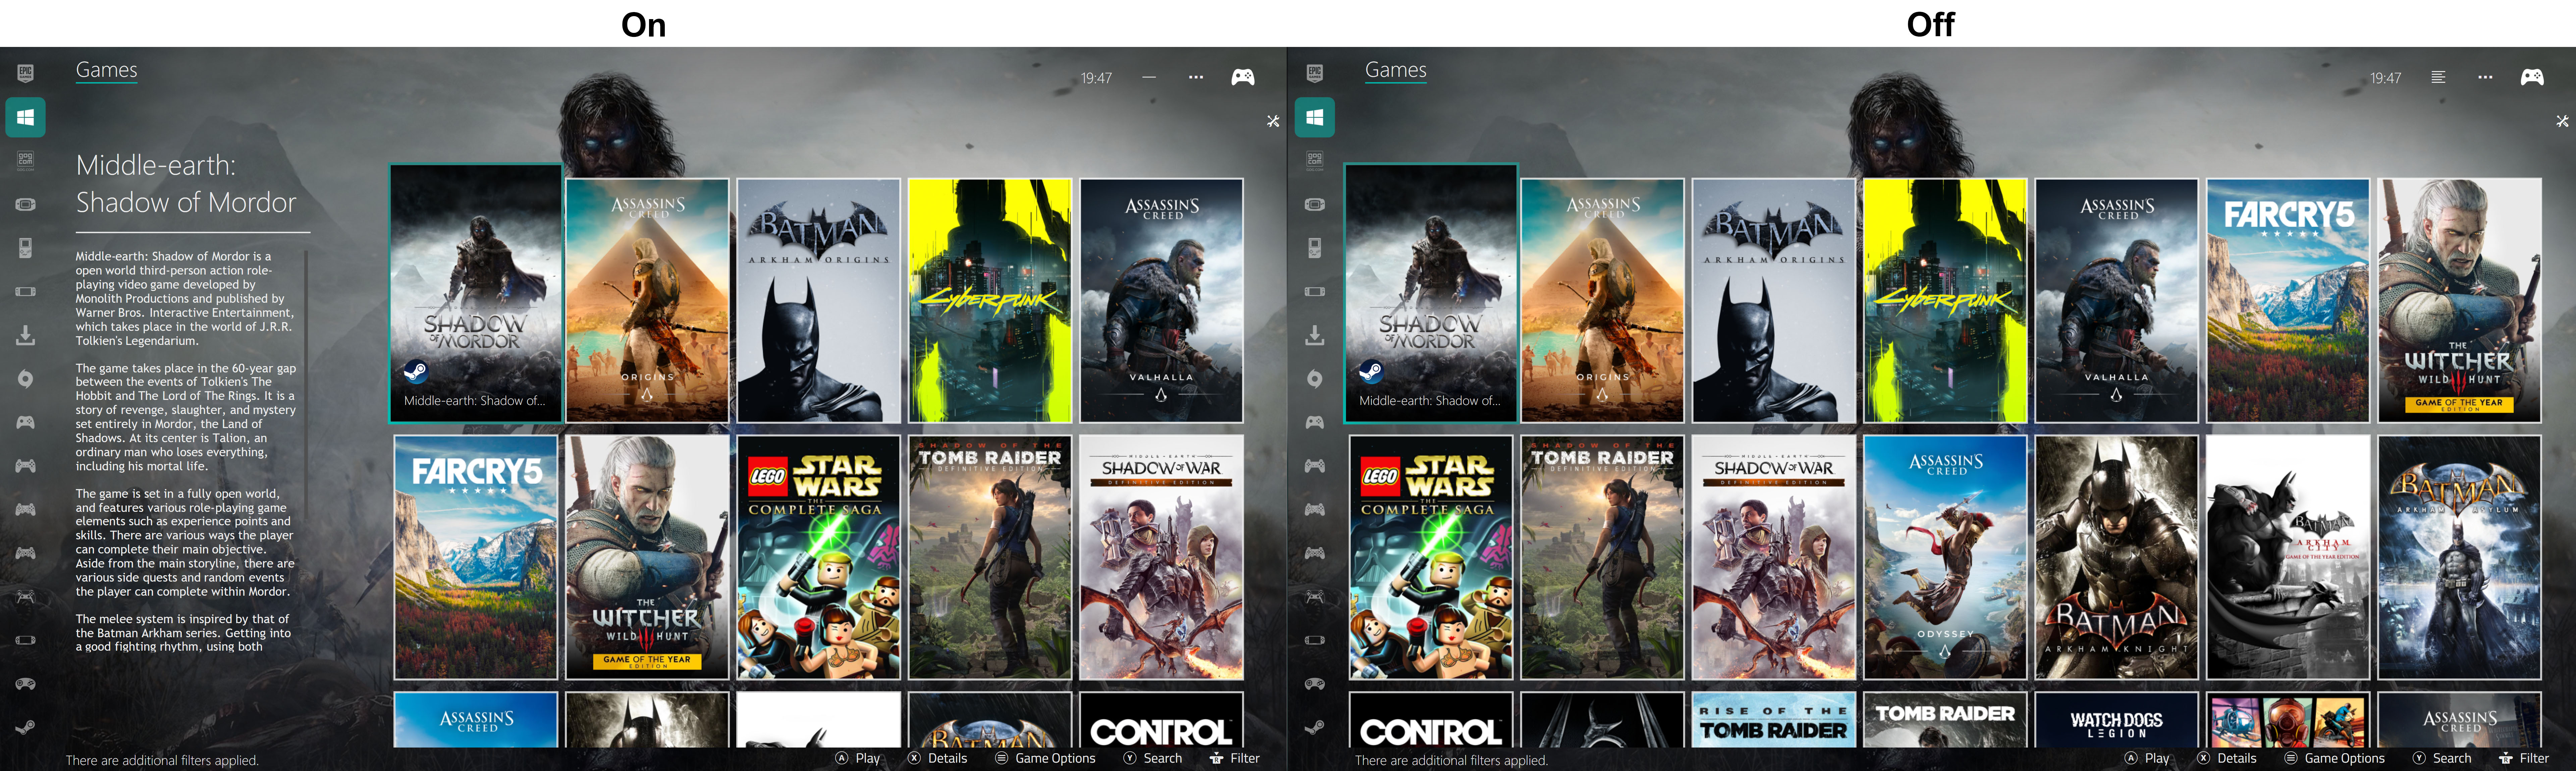 On
Off
EPIC GAMES
Games
19:47
GOG COM
Middle-earth:
Shadow of Mordor
Middle-earth: Shadow of Mordor is a
open world third-person action role-
playing video game developed by
Monolith Productions and published by
Warner Bros. Interactive Entertainment,
which takes place in the world of J.R.R.
Tolkien's Legendarium.
The game takes place in the 60-year gap
between the events of Tolkien's The
Hobbit and The Lord of The Rings. It is a
story of revenge, slaughter, and mystery
set entirely in Mordor, the Land of
Shadows. At its center is Talion, an
ordinary man who loses everything,
including his mortal life.
The game is set in a fully open world,
and features various role-playing game
elements such as experience points and
skills. There are various ways the player
can complete their main objective.
Aside from the main storyline, there are
various side quests and random events
the player can complete within Mordor.
The melee system is inspired by that of
the Batman Arkham series. Getting into
a good fighting rhythm, using both
SHADOW
OF MORDOR
Middle-earth: Shadow of...
ASSASSIN'S
CREED
ORIGINS
BATMAN
ARKHAM ORIGINS
CYBERPUNK
ASSASSIN'S
CREED
VALHALLA
FARCRY5
THE
WITCHER
WILD HUNT
GAME OF THE YEAR
EDITION
LEGO STAR
WARS
THE
COMPLETE SAGA
SHADOW OF THE
TOMB RAIDER
DEFINITIVE EDITION
MIDDLE-EARTH
SHADOW OF WAR
DEFINITIVE EDITION
ASSASSIN'S
CREED
BATMAN
CONTROL
There are additional filters applied.
A Play
X Details
Game Options
Y Search
R Filter
EPIC GAMES
Games
19:47
GOG COM
SHADOW
OF MORDOR
Middle-earth: Shadow of...
ASSASSIN'S
CREED
ORIGINS
BATMAN
ARKHAM ORIGINS
CYBERPUNK
ASSASSIN'S
CREED
VALHALLA
FARCRY5
THE
WITCHER
WILD HUNT
GAME OF THE YEAR
EDITION
LEGO STAR
WARS
THE
COMPLETE SAGA
SHADOW OF THE
TOMB RAIDER
DEFINITIVE EDITION
MIDDLE-EARTH
SHADOW OF WAR
DEFINITIVE EDITION
ASSASSIN'S
CREED
ODYSSEY
BATMAN
ARKHAM KNIGHT
BATMAN
ARKHAM
CITY
GAME OF THE YEAR EDITION
BATMAN
ARKHAM ASYLUM
CONTROL
RISE OF THE
TOMB RAIDER
TOMB RAIDER
WATCH DOGS
LEGION
ASSASSIN'S
CREED
There are additional filters applied.
A Play
X Details
Game Options
Y Search
R Filter